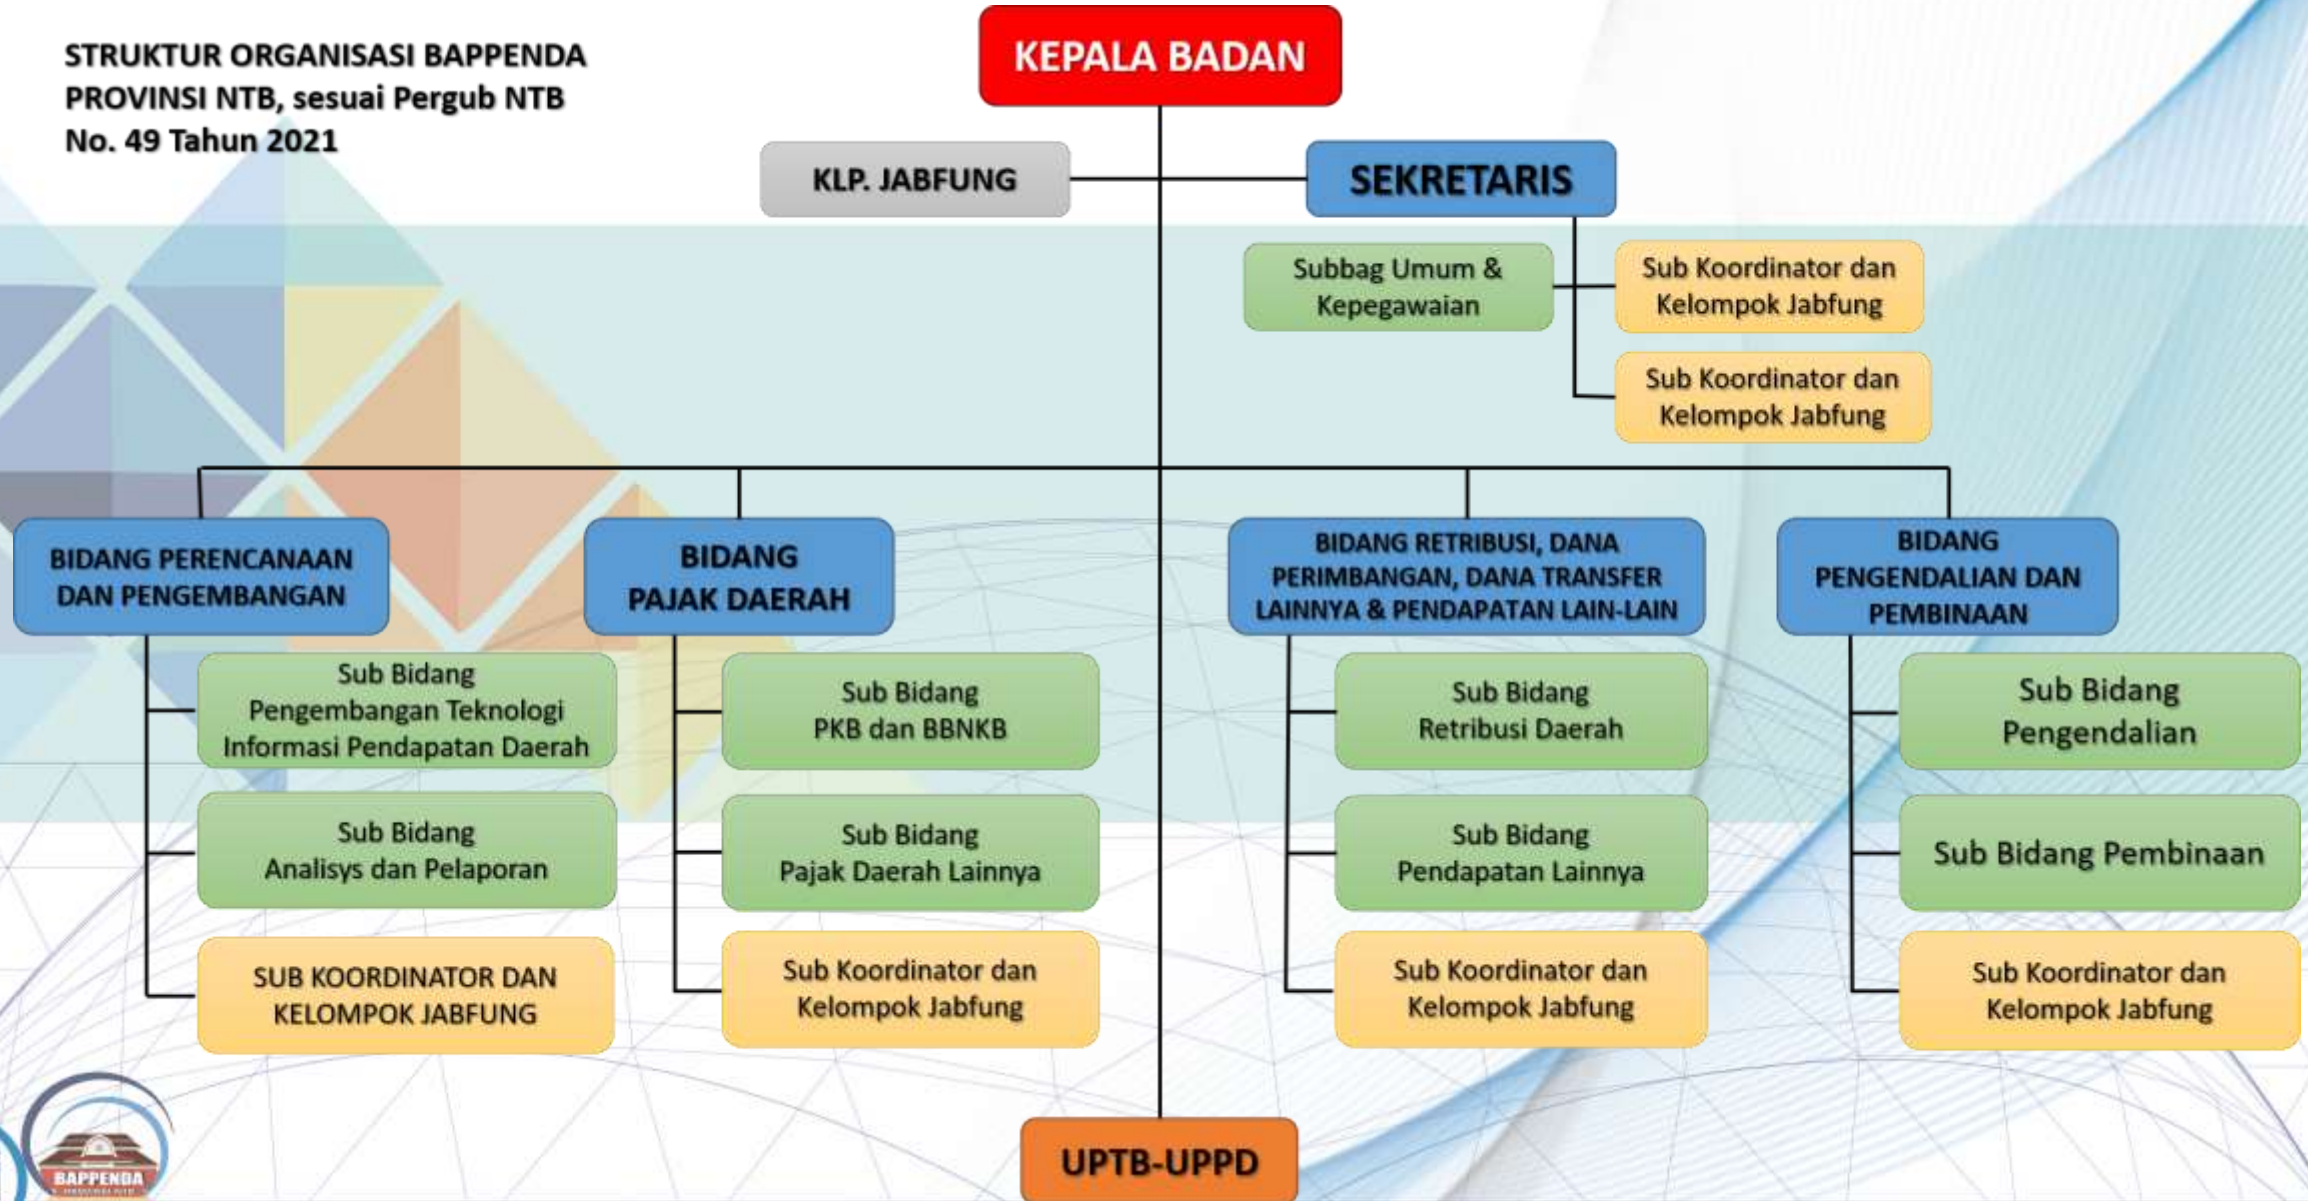 STRUKTUR ORGANISASI BAPPENDA
PROVINSI NTB, sesuai Pergub NTB
No. 49 Tahun 2021
KEPALA BADAN
KLP. JABFUNG
SEKRETARIS
Subbag Umum &
Kepegawaian
Sub Koordinator dan
Kelompok Jabfung
Sub Koordinator dan
Kelompok Jabfung
BIDANG PERENCANAAN
DAN PENGEMBANGAN
Sub Bidang
Pengembangan Teknologi
Informasi Pendapatan Daerah
Sub Bidang
Analisys dan Pelaporan
SUB KOORDINATOR DAN
KELOMPOK JABFUNG
BIDANG
PAJAK DAERAH
Sub Bidang
PKB dan BBNKB
Sub Bidang
Pajak Daerah Lainnya
Sub Koordinator dan
Kelompok Jabfung
BIDANG RETRIBUSI, DANA
PERIMBANGAN, DANA TRANSFER
LAINNYA & PENDAPATAN LAIN-LAIN
Sub Bidang
Retribusi Daerah
Sub Bidang
Pendapatan Lainnya
Sub Koordinator dan
Kelompok Jabfung
BIDANG
PENGENDALIAN DAN
PEMBINAAN
Sub Bidang
Pengendalian
Sub Bidang Pembinaan
Sub Koordinator dan
Kelompok Jabfung
UPTB-UPPD
BAPPENDA